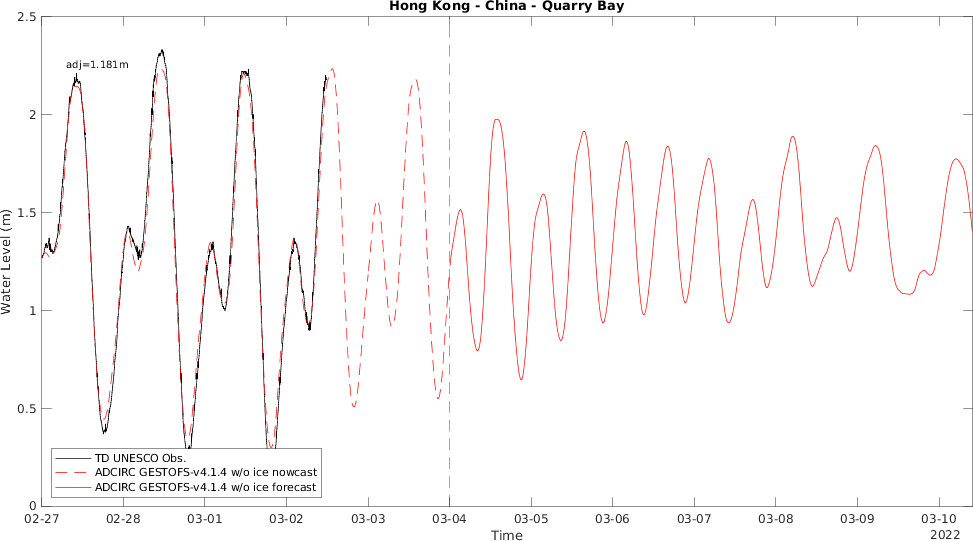 Hong Kong - China - Quarry Bay
2.5
adj=1.181m
2
1.5
Water Level (m)
1
0.5
TD UNESCO Obs.
ADCIRC GESTOFS-v4.1.4 w/o ice nowcast
ADCIRC GESTOFS-v4.1.4 w/o ice forecast
0
02-27 02-28 03-01 03-02 03-03 03-04 03-05 03-06 03-07 03-08 03-09 03-10
Time
2022